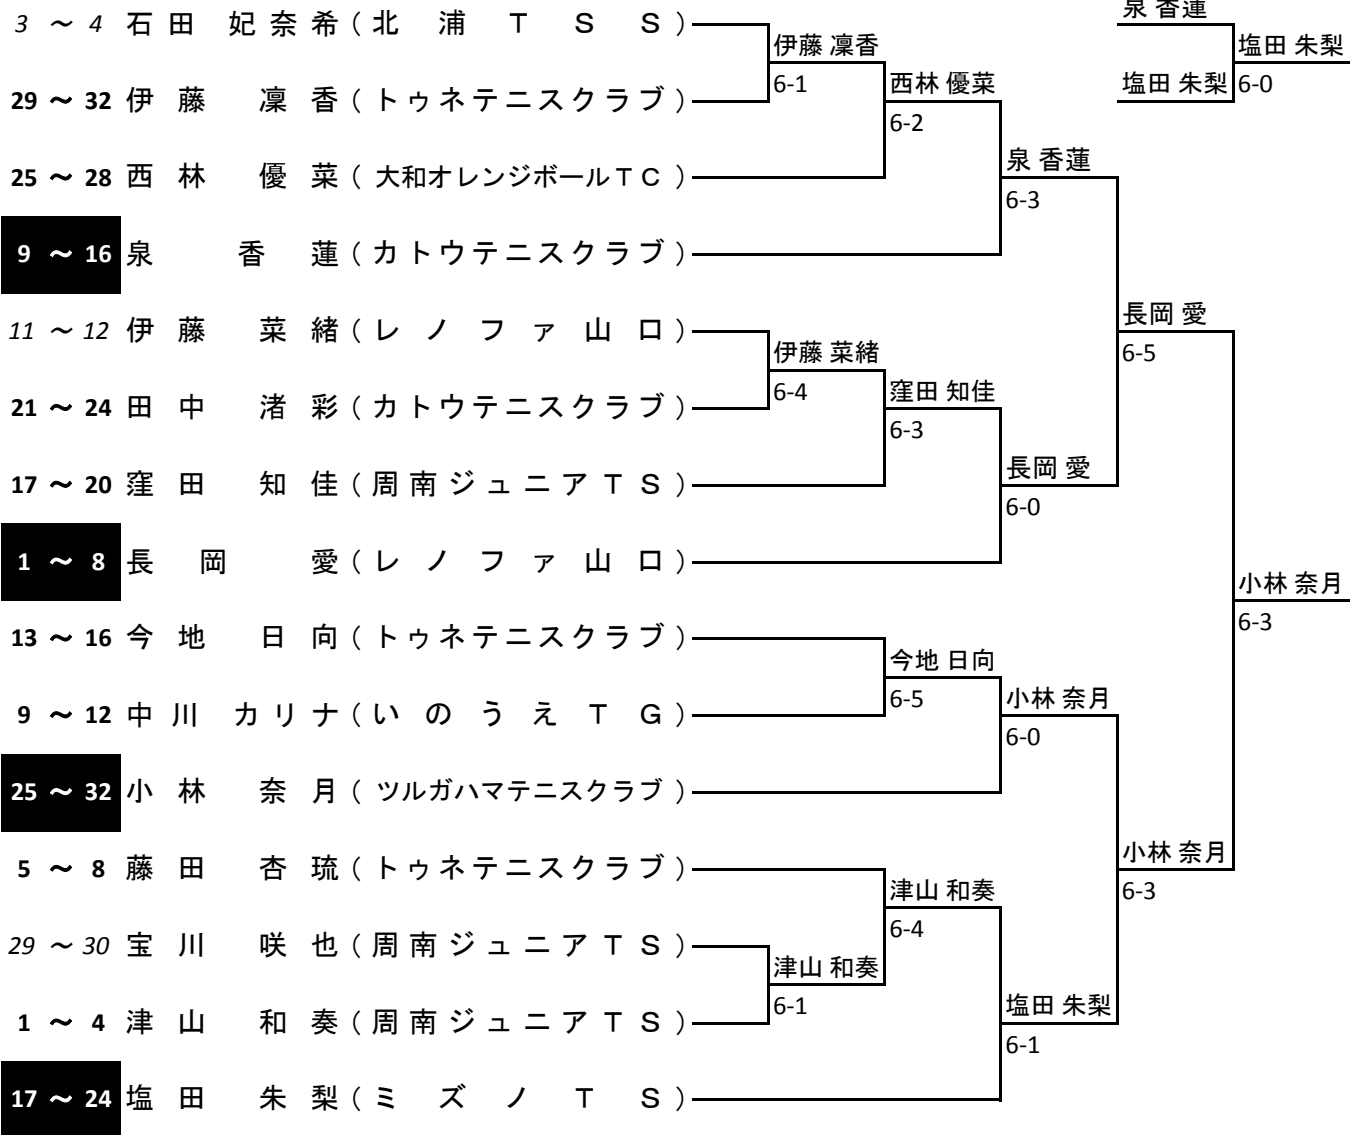 泉 香蓮
3 ～ 4 石田 妃奈希（北浦ＴＳＳ）
伊藤 凜香
塩田 朱梨
6-1
西林 優菜
塩田 朱梨
6-0
29 ～ 32 伊藤 凜香（トゥネテニスクラブ）
6-2
泉 香蓮
25 ～ 28 西林 優菜（大和オレンジボールＴＣ）
6-3
9 ～ 16 泉 香蓮（カトウテニスクラブ）
長岡 愛
11 ～ 12 伊藤 菜緒（レノファ山口）
伊藤 菜緒
6-5
6-4
窪田 知佳
21 ～ 24 田中 渚彩（カトウテニスクラブ）
6-3
長岡 愛
17 ～ 20 窪田 知佳（周南ジュニアＴＳ）
6-0
1 ～ 8 長岡 愛（レノファ山口）
小林 奈月
6-3
13 ～ 16 今地 日向（トゥネテニスクラブ）
今地 日向
6-5
小林 奈月
9 ～ 12 中川 カリナ（いのうえＴＧ）
6-0
25 ～ 32 小林 奈月（ツルガハマテニスクラブ）
小林 奈月
5 ～ 8 藤田 杏琉（トゥネテニスクラブ）
津山 和奏
6-3
6-4
29 ～ 30 宝川 咲也（周南ジュニアＴＳ）
津山 和奏
6-1
塩田 朱梨
1 ～ 4 津山 和奏（周南ジュニアＴＳ）
6-1
17 ～ 24 塩田 朱梨（ミズノＴＳ）